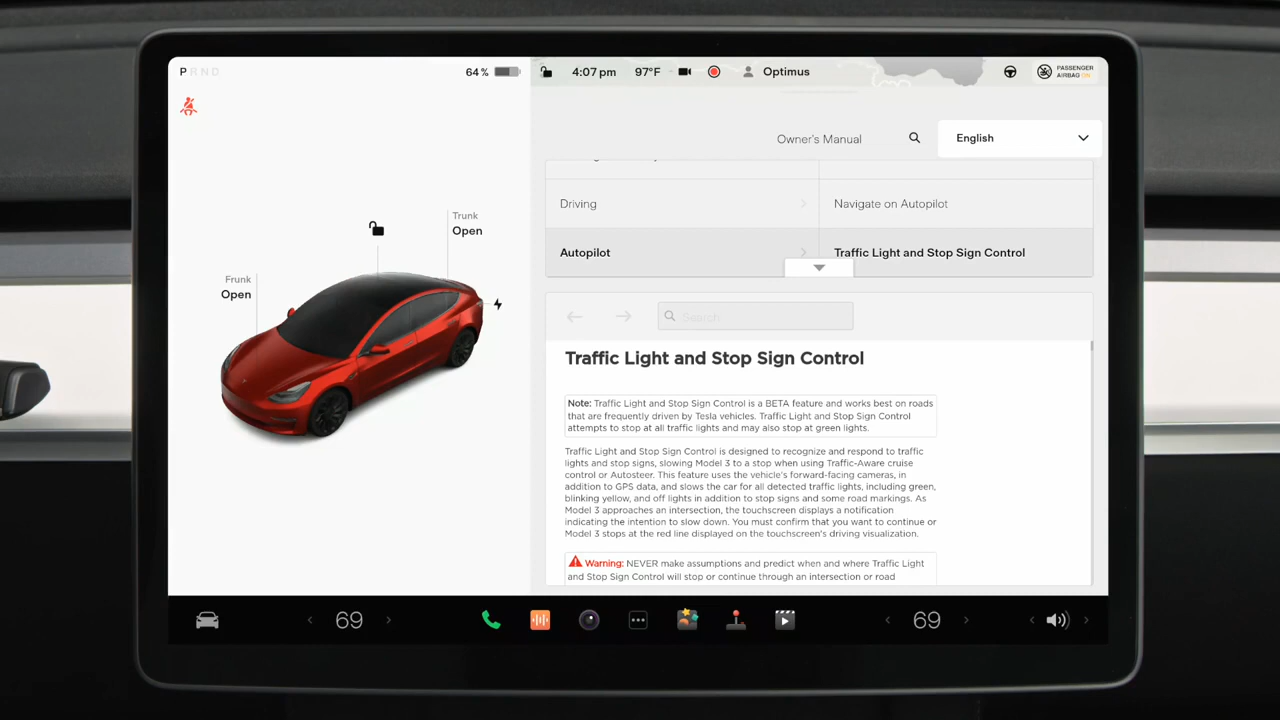 P R N D
64 %
4:07 pm
97°F
Optimus
PASSENGER
AIRBAG ON
Owner's Manual
English
Trunk
Open
Frunk
Open
Driving
Navigate on Autopilot
Autopilot
Traffic Light and Stop Sign Control
Search
Traffic Light and Stop Sign Control
Note: Traffic Light and Stop Sign Control is a BETA feature and works best on roads
that are frequently driven by Tesla vehicles. Traffic Light and Stop Sign Control
attempts to stop at all traffic lights and may also stop at green lights.
Traffic Light and Stop Sign Control is designed to recognize and respond to traffic
lights and stop signs, slowing Model 3 to a stop when using Traffic-Aware cruise
control or Autosteer. This feature uses the vehicle's forward-facing cameras, in
addition to GPS data, and slows the car for all detected traffic lights, including green,
blinking yellow, and off lights in addition to stop signs and some road markings. As
Model 3 approaches an intersection, the touchscreen displays a notification
indicating the intention to slow down. You must confirm that you want to continue or
Model 3 stops at the red line displayed on the touchscreen's driving visualization.
Warning: NEVER make assumptions and predict when and where Traffic Light
and Stop Sign Control will stop or continue through an intersection or road
69
69